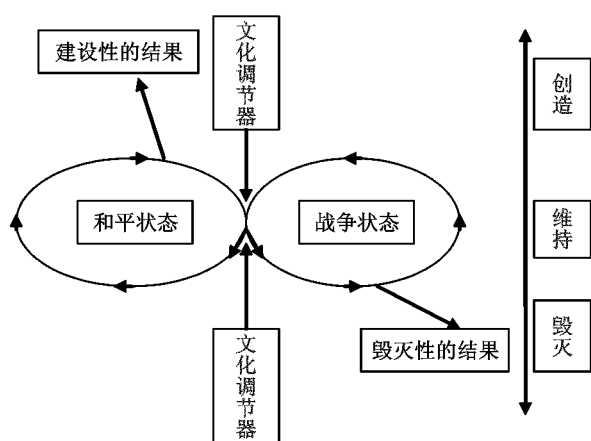 建设性的结果
文化调节器
创造
和平状态
战争状态
维持
毁灭性的结果
文化调节器
毁灭